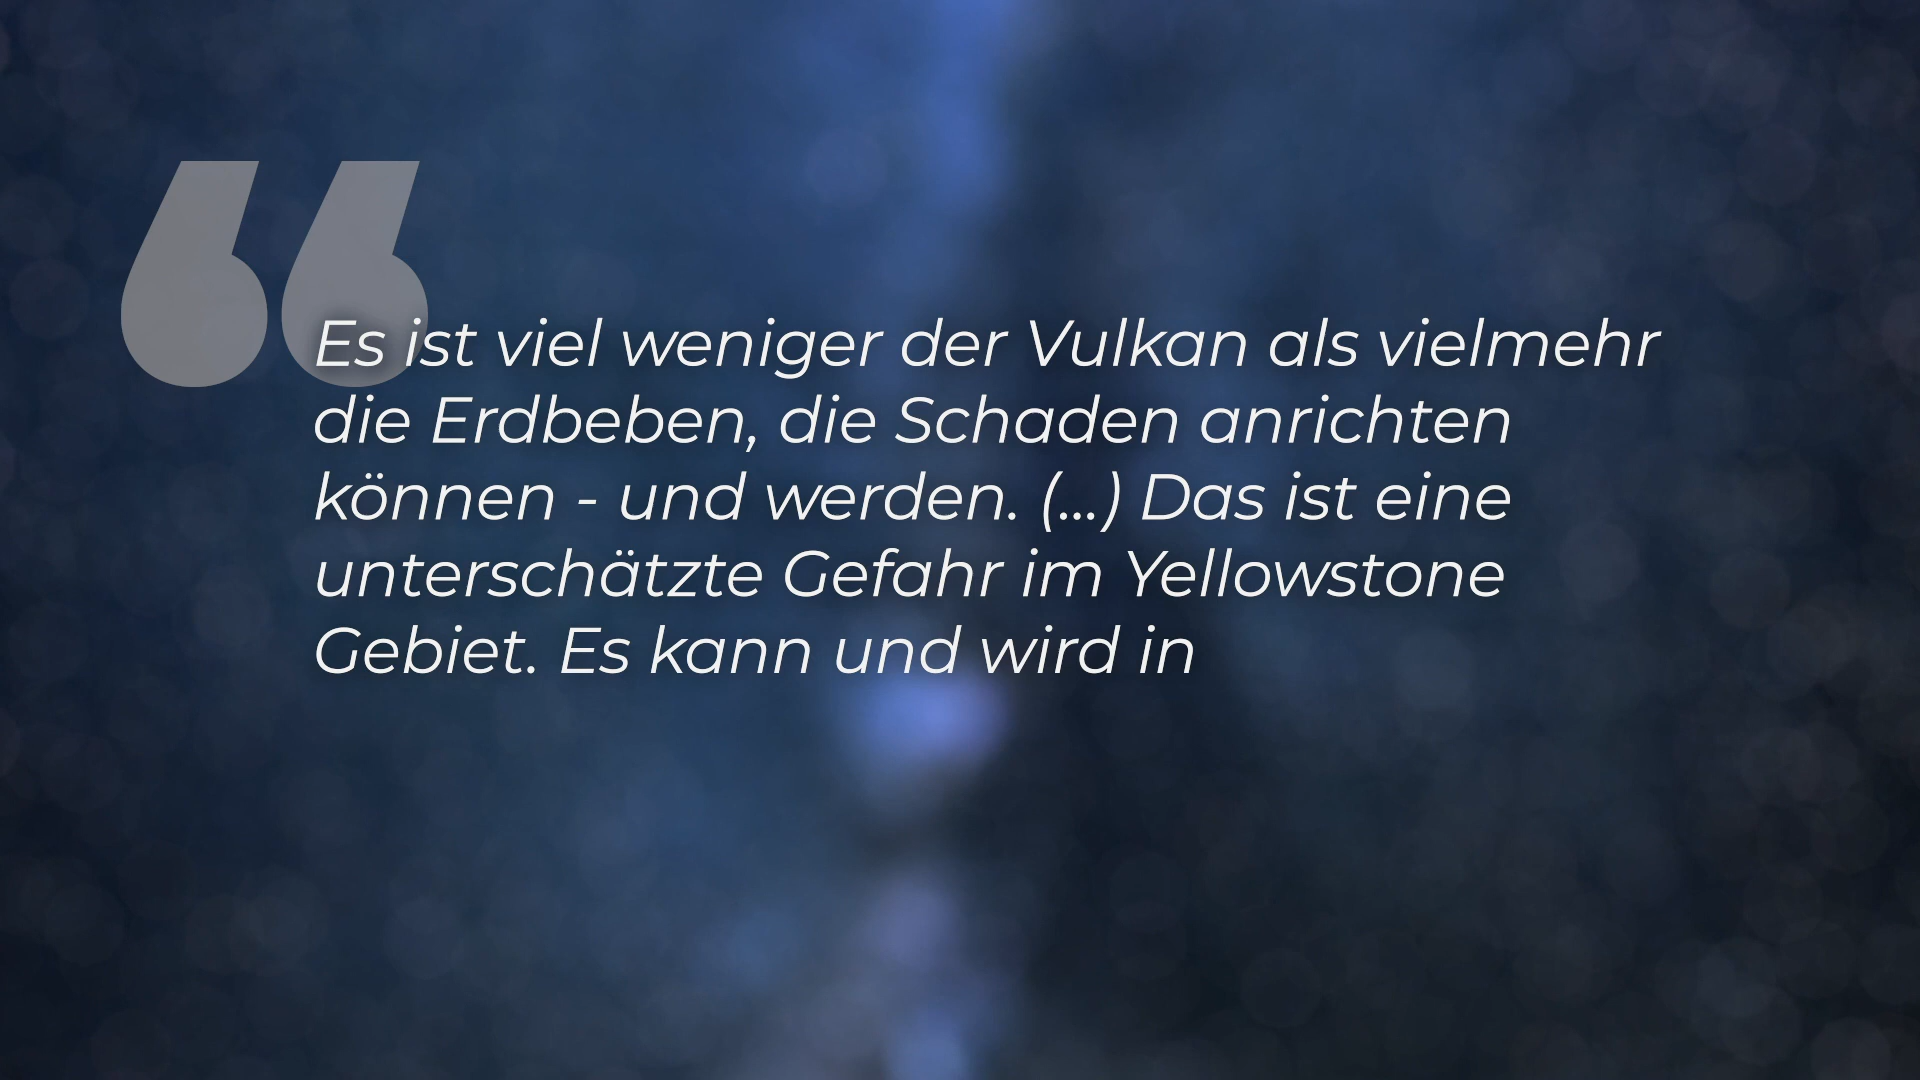 Es ist viel weniger der Vulkan als vielmehr
die Erdbeben, die Schaden anrichten
können - und werden. (...) Das ist eine
unterschätzte Gefahr im Yellowstone
Gebiet. Es kann und wird in